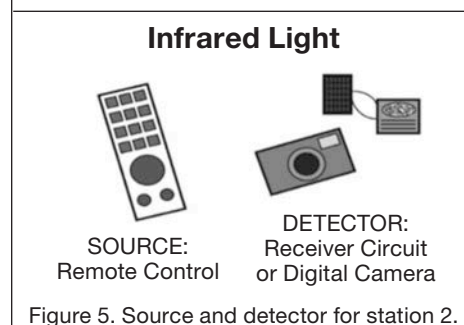 Infrared Light
SOURCE:
Remote Control
DETECTOR:
Receiver Circuit
or Digital Camera
Figure 5. Source and detector for station 2.